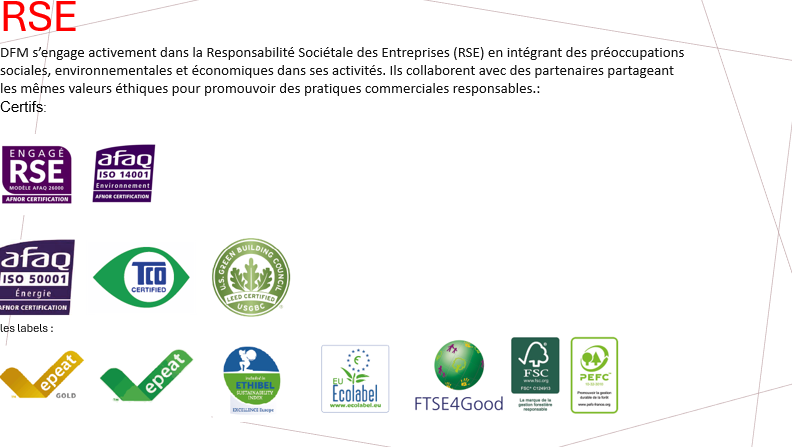 RSE
DFM s’engage activement dans la Responsabilité Sociétale des Entreprises (RSE) en intégrant des préoccupations
sociales, environnementales et économiques dans ses activités. Ils collaborent avec des partenaires partageant
les mêmes valeurs éthiques pour promouvoir des pratiques commerciales responsables.:
Certifs:
ENGAGÉ
RSE
MODÈLE AFAQ 26000
AFNOR CERTIFICATION
afaq
ISO 14001
Environnement
AFNOR CERTIFICATION
afaq
ISO 50001
Énergie
AFNOR CERTIFICATION
TCO
CERTIFIED
U.S. GREEN BUILDING COUNCIL
LEED CERTIFIED
USGBC
les labels :
epeat
GOLD
epeat
included in
ETHIBEL
SUSTAINABILITY
INDEX
EXCELLENCE Europe
EU
Ecolabel
www.ecolabel.eu
FTSE4Good
FSC
www.fsc.org
FSC® C124913
La marque de la
gestion forestière
responsable
PEFC
Promouvoir la gestion
durable de la forêt
www.pefc-france.org